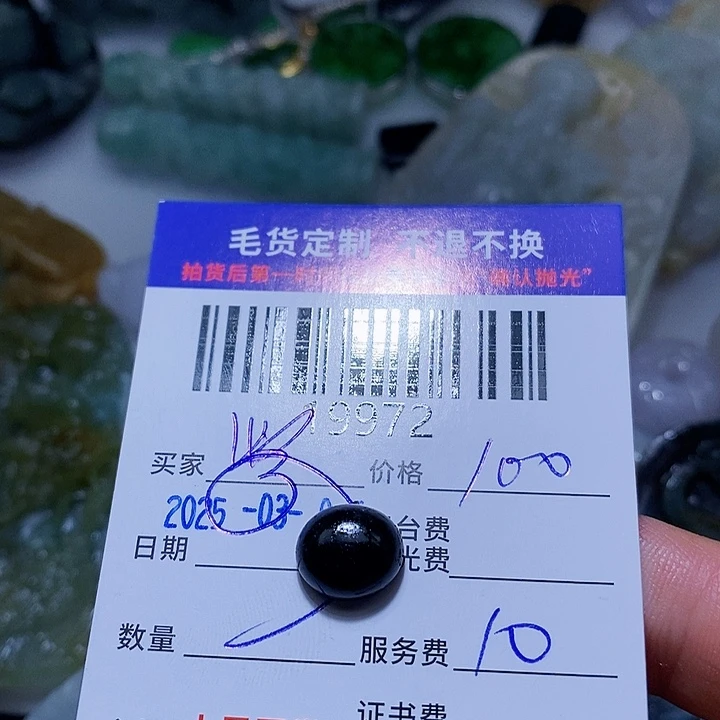 毛货定制 不退不换
拍货后第一时 确认抛光”
19972
买家 价格 100
2025 -03-
日期 台费
光费
数量 服务费 10
证书费